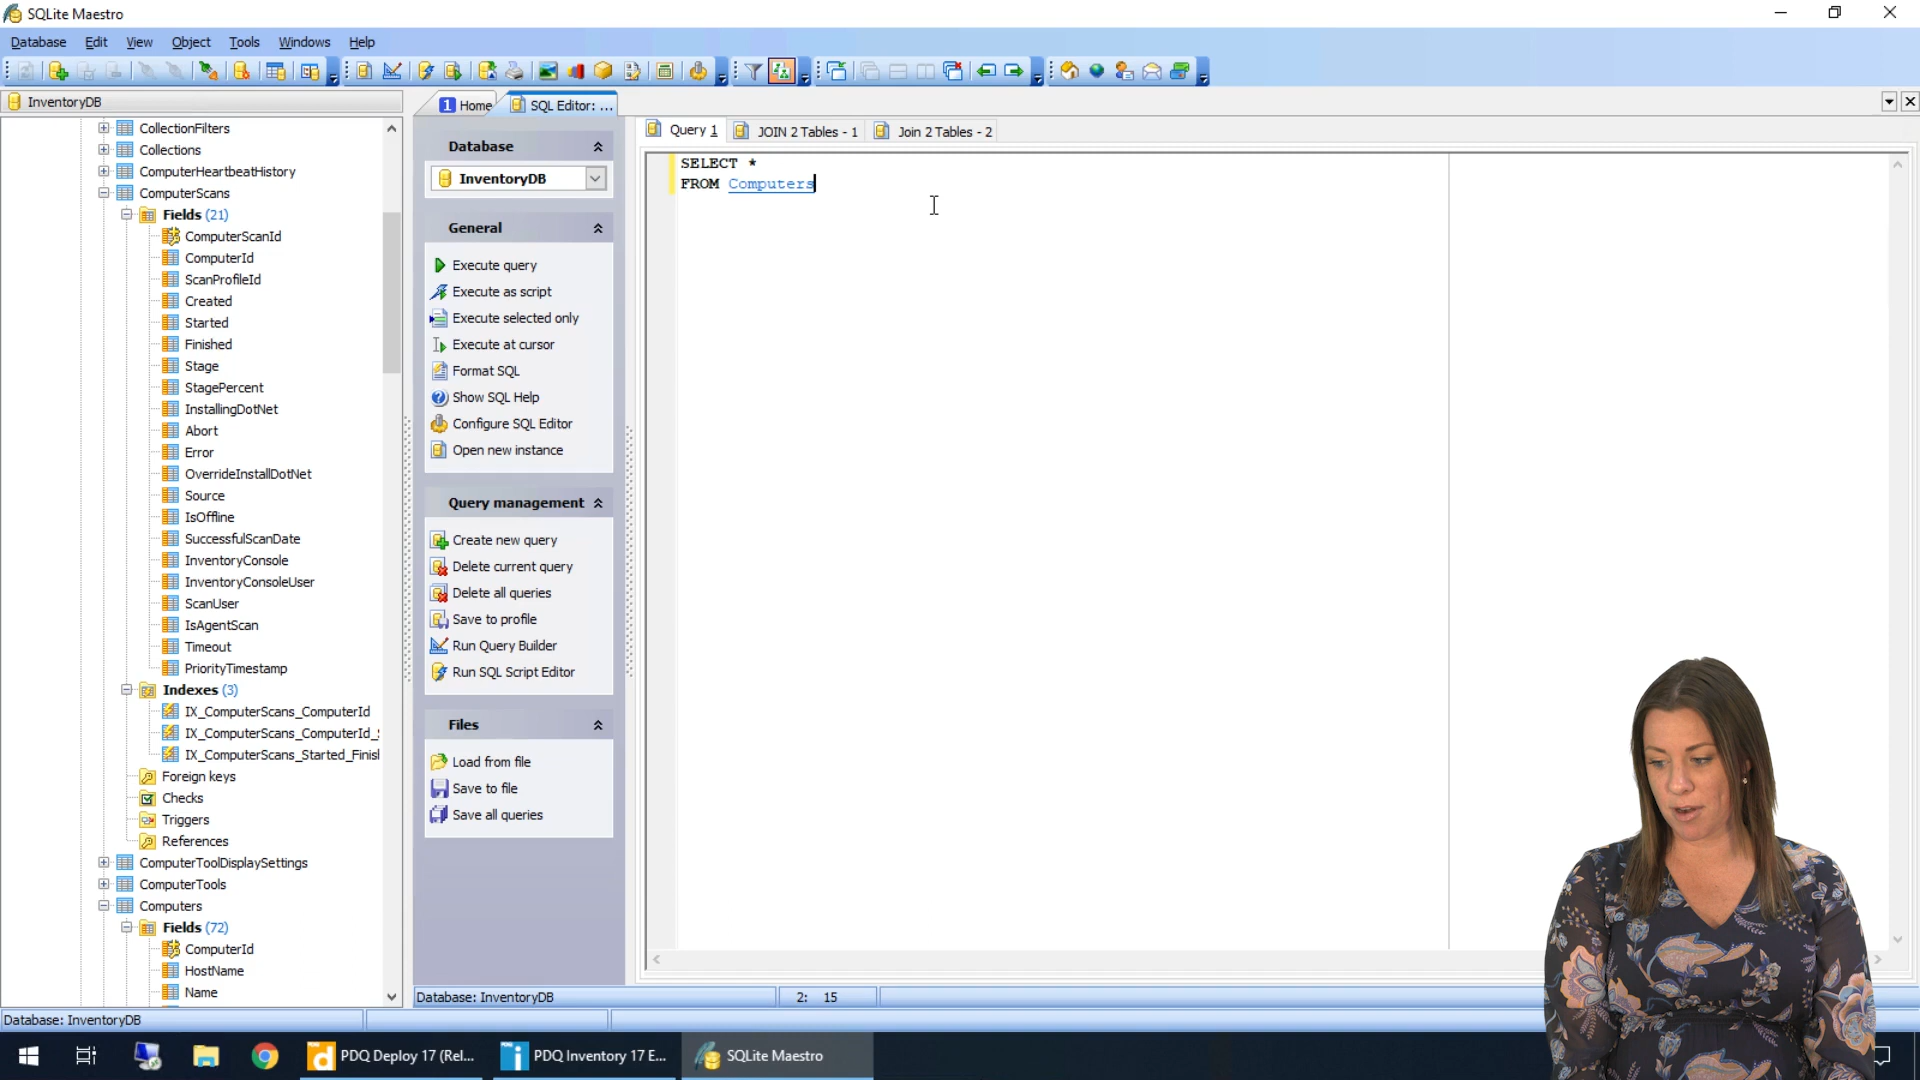 SQLite Maestro
Database Edit View Object Tools Windows Help
InventoryDB
1 Home
SQL Editor: ...
CollectionFilters
Collections
ComputerHeartbeatHistory
ComputerScans
Fields (21)
ComputerScanId
ComputerId
ScanProfileId
Created
Started
Finished
Stage
StagePercent
InstallingDotNet
Abort
Error
OverrideInstallDotNet
Source
IsOffline
SuccessfulScanDate
InventoryConsole
InventoryConsoleUser
ScanUser
IsAgentScan
Timeout
PriorityTimestamp
Indexes (3)
IX_ComputerScans_ComputerId
IX_ComputerScans_ComputerId_
IX_ComputerScans_Started_Finis
Foreign keys
Checks
Triggers
References
ComputerToolDisplaySettings
ComputerTools
Computers
Fields (72)
ComputerId
HostName
Name
Database
InventoryDB
General
Execute query
Execute as script
Execute selected only
Execute at cursor
Format SQL
Show SQL Help
Configure SQL Editor
Open new instance
Query management
Create new query
Delete current query
Delete all queries
Save to profile
Run Query Builder
Run SQL Script Editor
Files
Load from file
Save to file
Save all queries
Query 1
JOIN 2 Tables - 1
Join 2 Tables - 2
SELECT *
FROM Computers
Database: InventoryDB
2: 15
Database: InventoryDB
PDQ Deploy 17 (Rel...
PDQ Inventory 17 E...
SQLite Maestro